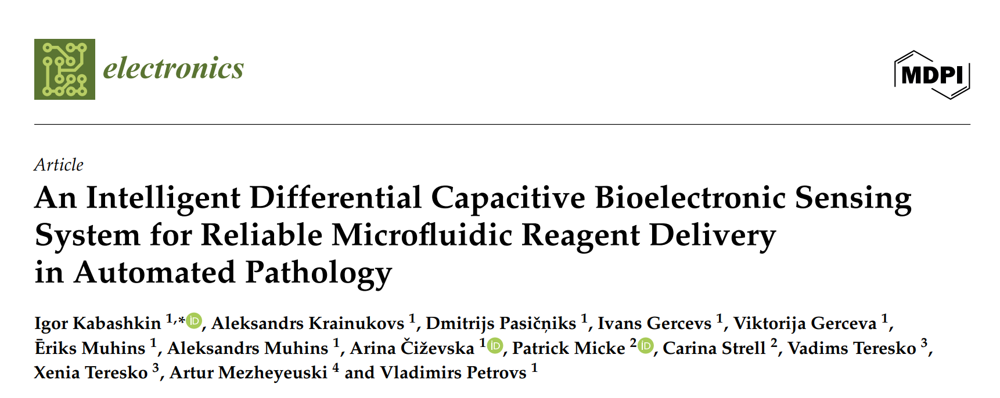 electronics
MDPI
Article
An Intelligent Differential Capacitive Bioelectronic Sensing
System for Reliable Microfluidic Reagent Delivery
in Automated Pathology
Igor Kabashkin 1,* iD, Aleksandrs Krainukovs 1, Dmitrijs Pasičņiks 1, Ivans Gercevs 1, Viktorija Gerceva 1,
Ēriks Muhins 1, Aleksandrs Muhins 1, Arina Čiževska 1 iD, Patrick Micke 2 iD, Carina Strell 2, Vadims Teresko 3,
Xenia Teresko 3, Artur Mezheyeuski 4 and Vladimirs Petrovs 1